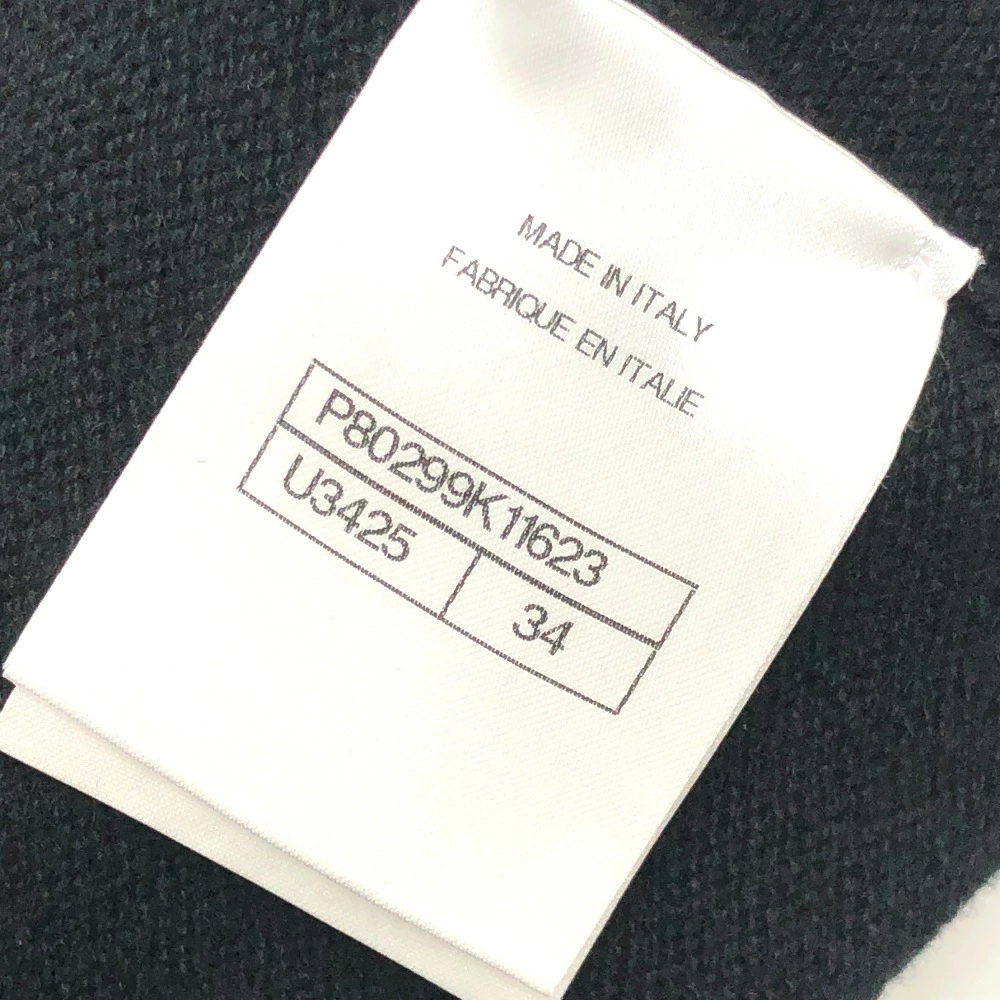 MADE IN ITALY
FABRIQUE EN ITALIE
P80299K11623
U3425 34